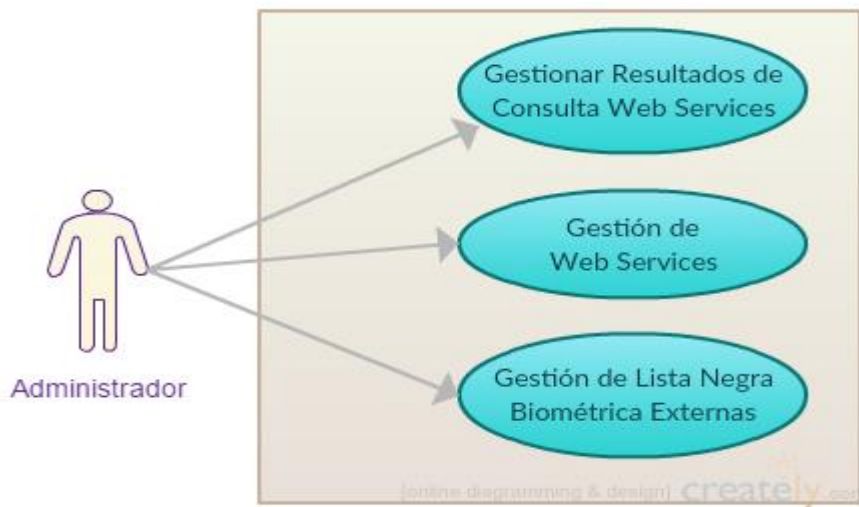 Gestionar Resultados de
Consulta Web Services
Gestión de
Web Services
Administrador
Gestión de Lista Negra
Biométrica Externas
[online diagramming & design] creately.com